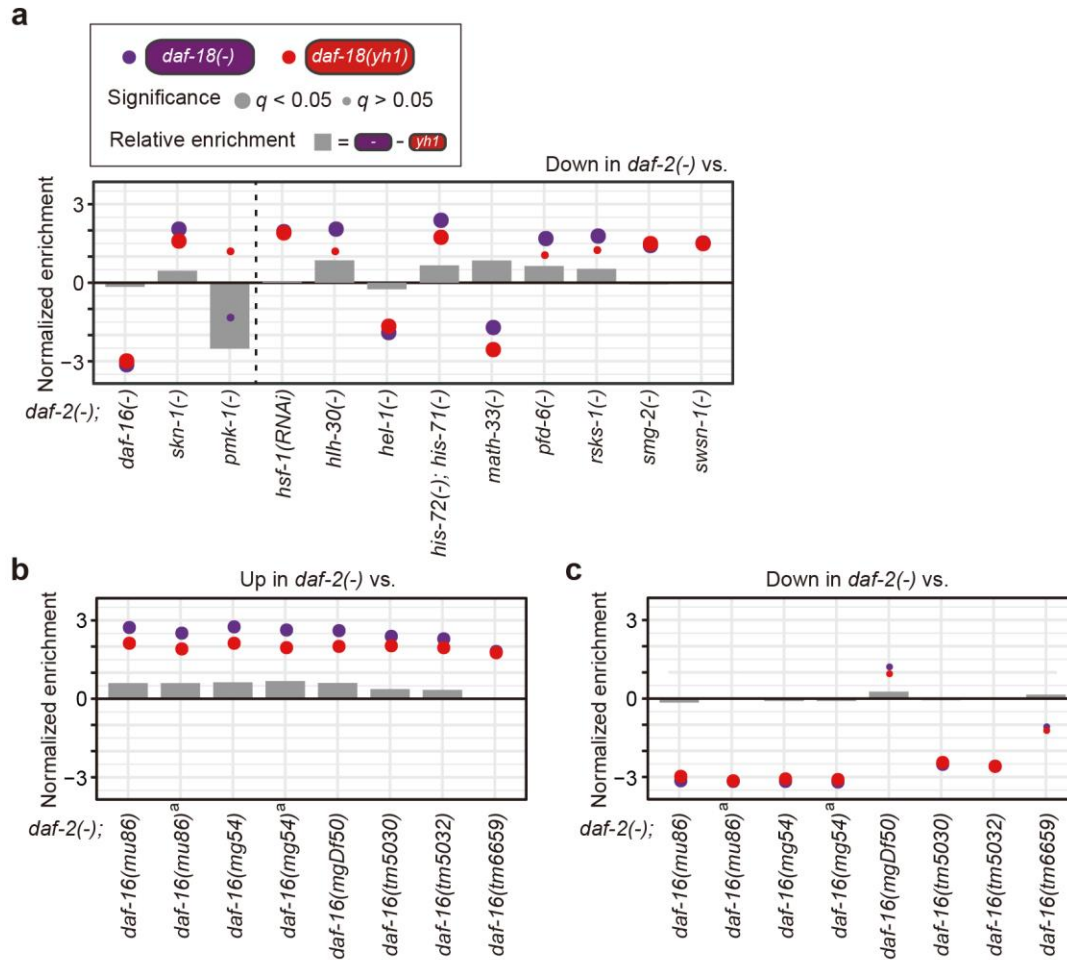 a
daf-18(-) daf-18(yh1)
Significance q < 0.05 q > 0.05
Relative enrichment = - - yh1
Down in daf-2(-) vs.
Normalized enrichment
3
0
−3
daf-2(-);
daf-16(-)
skn-1(-)
pmk-1(-)
hsf-1(RNAi)
hlh-30(-)
hel-1(-)
his-72(-); his-71(-)
math-33(-)
pfd-6(-)
rsks-1(-)
smg-2(-)
swsn-1(-)
b
Up in daf-2(-) vs.
Normalized enrichment
3
0
−3
daf-2(-);
daf-16(mu86)
daf-16(mu86)a
daf-16(mg54)
daf-16(mg54)a
daf-16(mgDf50)
daf-16(tm5030)
daf-16(tm5032)
daf-16(tm6659)
c
Down in daf-2(-) vs.
Normalized enrichment
3
0
−3
daf-2(-);
daf-16(mu86)
daf-16(mu86)a
daf-16(mg54)
daf-16(mg54)a
daf-16(mgDf50)
daf-16(tm5030)
daf-16(tm5032)
daf-16(tm6659)